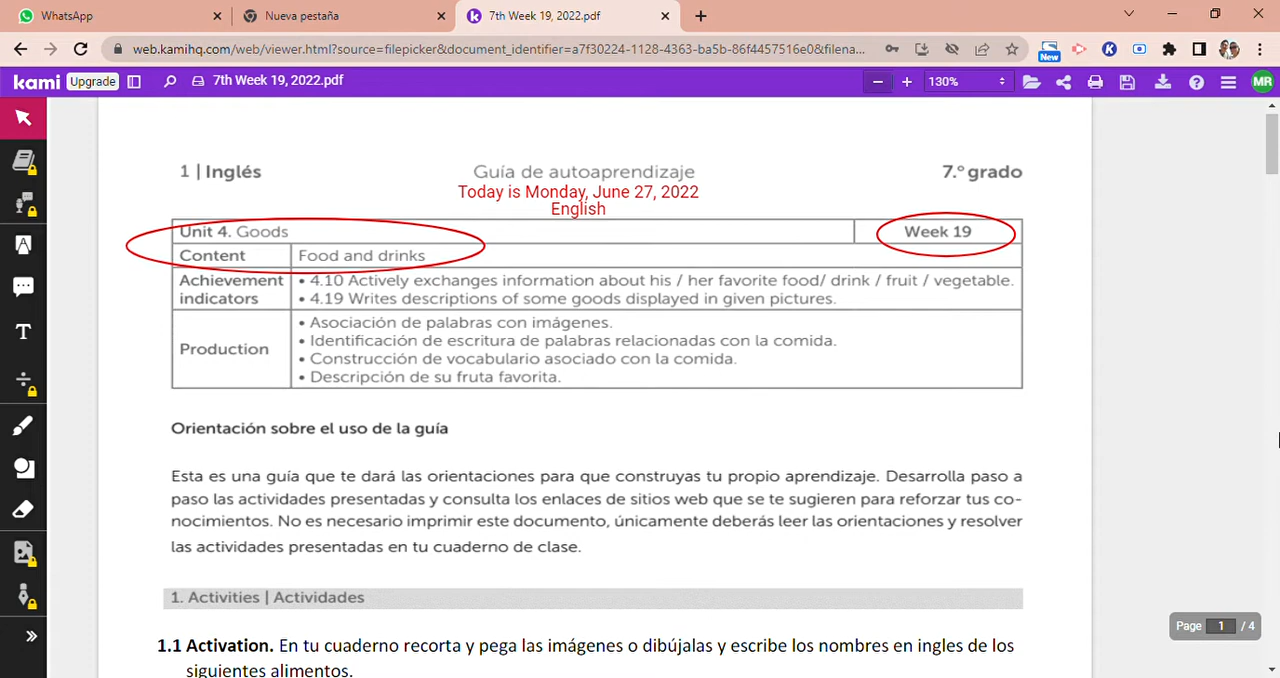 WhatsApp
Nueva pestaña
7th Week 19, 2022.pdf
web.kamihq.com/web/viewer.html?source=filepicker&document_identifier=a7f30224-1128-4363-ba5b-86f4457516e0&filena...
New
kami Upgrade
7th Week 19, 2022.pdf
130%
MR
1 | Inglés
Guía de autoaprendizaje
7.° grado
Today is Monday, June 27, 2022
English
Unit 4. Goods
Week 19
Content
Food and drinks
Achievement indicators
• 4.10 Actively exchanges information about his / her favorite food/ drink / fruit / vegetable.
• 4.19 Writes descriptions of some goods displayed in given pictures.
Production
• Asociación de palabras con imágenes.
• Identificación de escritura de palabras relacionadas con la comida.
• Construcción de vocabulario asociado con la comida.
• Descripción de su fruta favorita.
Orientación sobre el uso de la guía
Esta es una guía que te dará las orientaciones para que construyas tu propio aprendizaje. Desarrolla paso a
paso las actividades presentadas y consulta los enlaces de sitios web que se te sugieren para reforzar tus co-
nocimientos. No es necesario imprimir este documento, únicamente deberás leer las orientaciones y resolver
las actividades presentadas en tu cuaderno de clase.
1. Activities | Actividades
1.1 Activation. En tu cuaderno recorta y pega las imágenes o dibújalas y escribe los nombres en ingles de los
siguientes alimentos.
Page 1 / 4